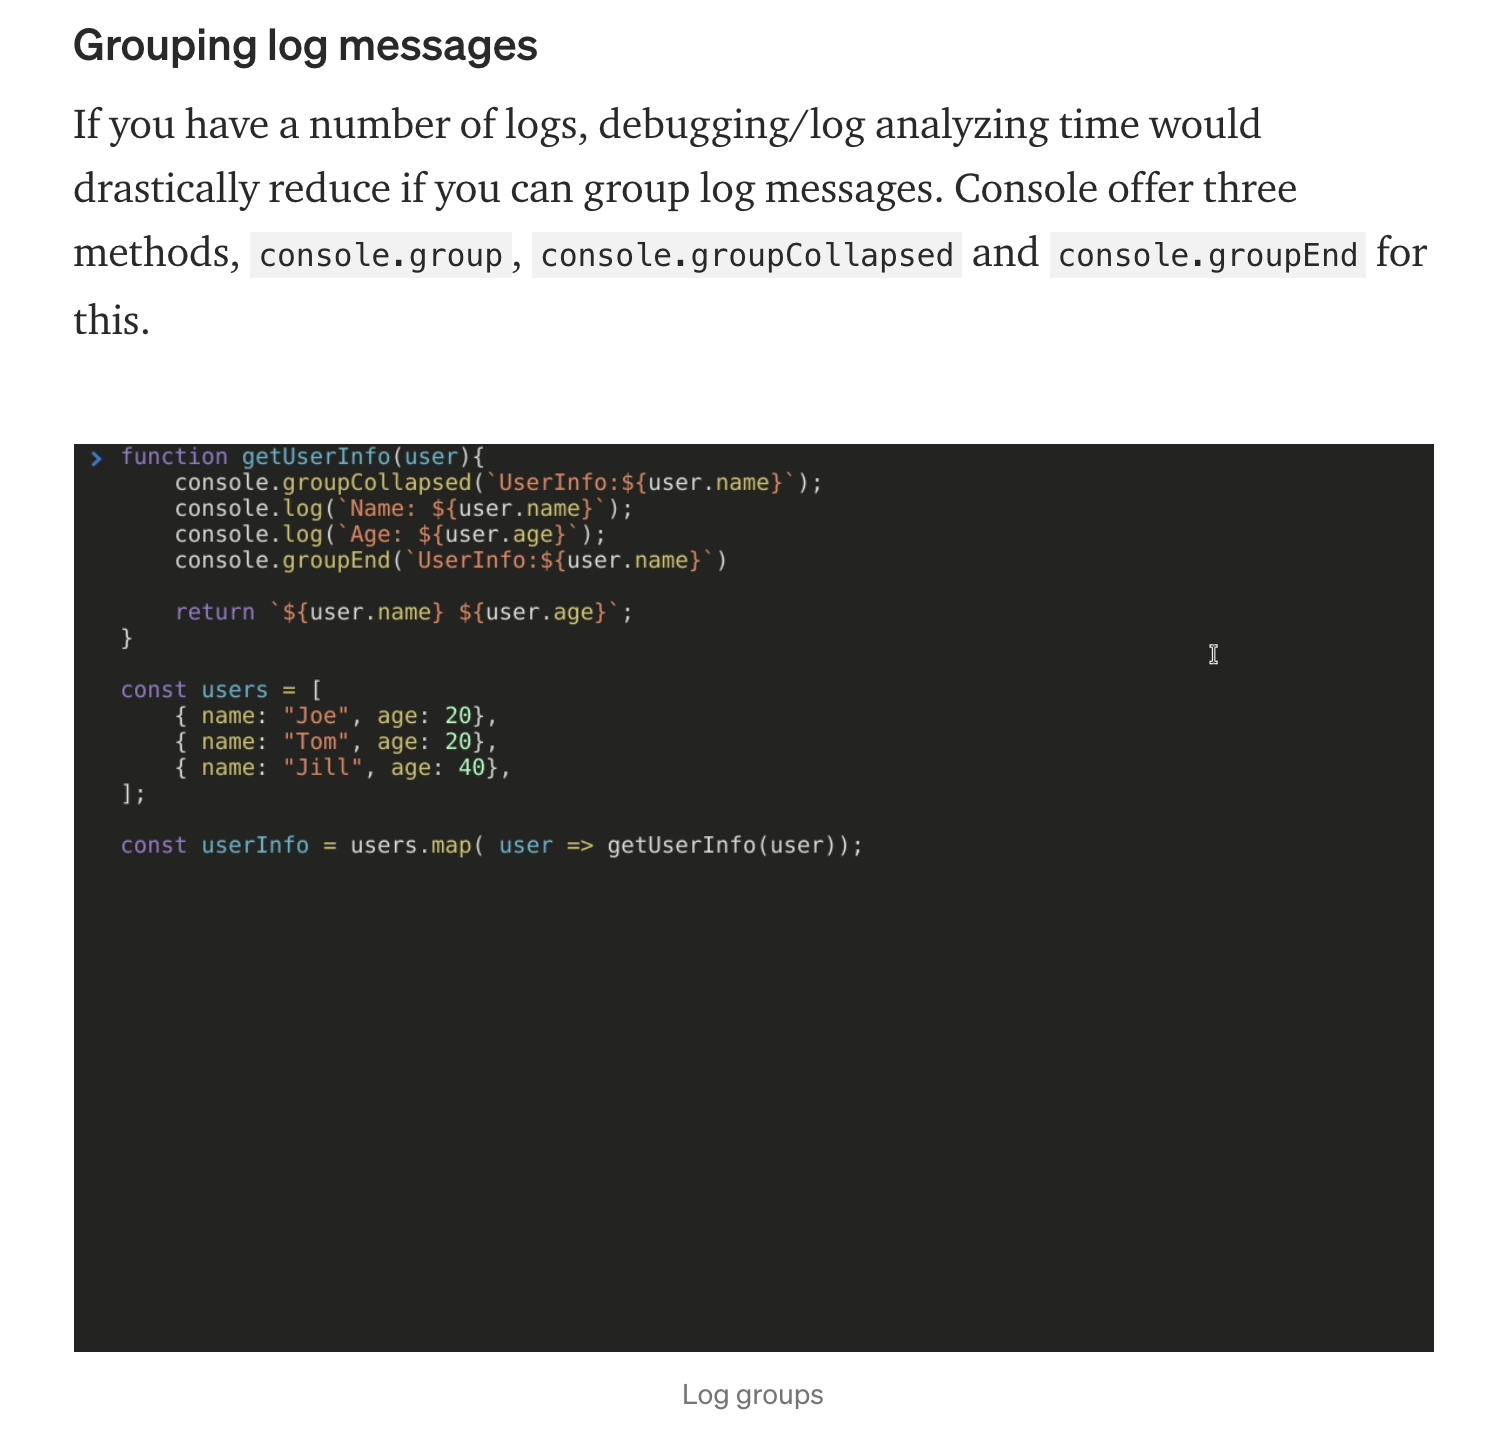 Grouping log messages
If you have a number of logs, debugging/log analyzing time would
drastically reduce if you can group log messages. Console offer three
methods, console.group, console.groupCollapsed and console.groupEnd for
this.
> function getUserInfo(user){
    console.groupCollapsed(`UserInfo:${user.name}`);
    console.log(`Name: ${user.name}`);
    console.log(`Age: ${user.age}`);
    console.groupEnd(`UserInfo:${user.name}`)
    return `${user.name} ${user.age}`;
}
const users = [
    { name: "Joe", age: 20},
    { name: "Tom", age: 20},
    { name: "Jill", age: 40},
];
const userInfo = users.map( user => getUserInfo(user));
Log groups